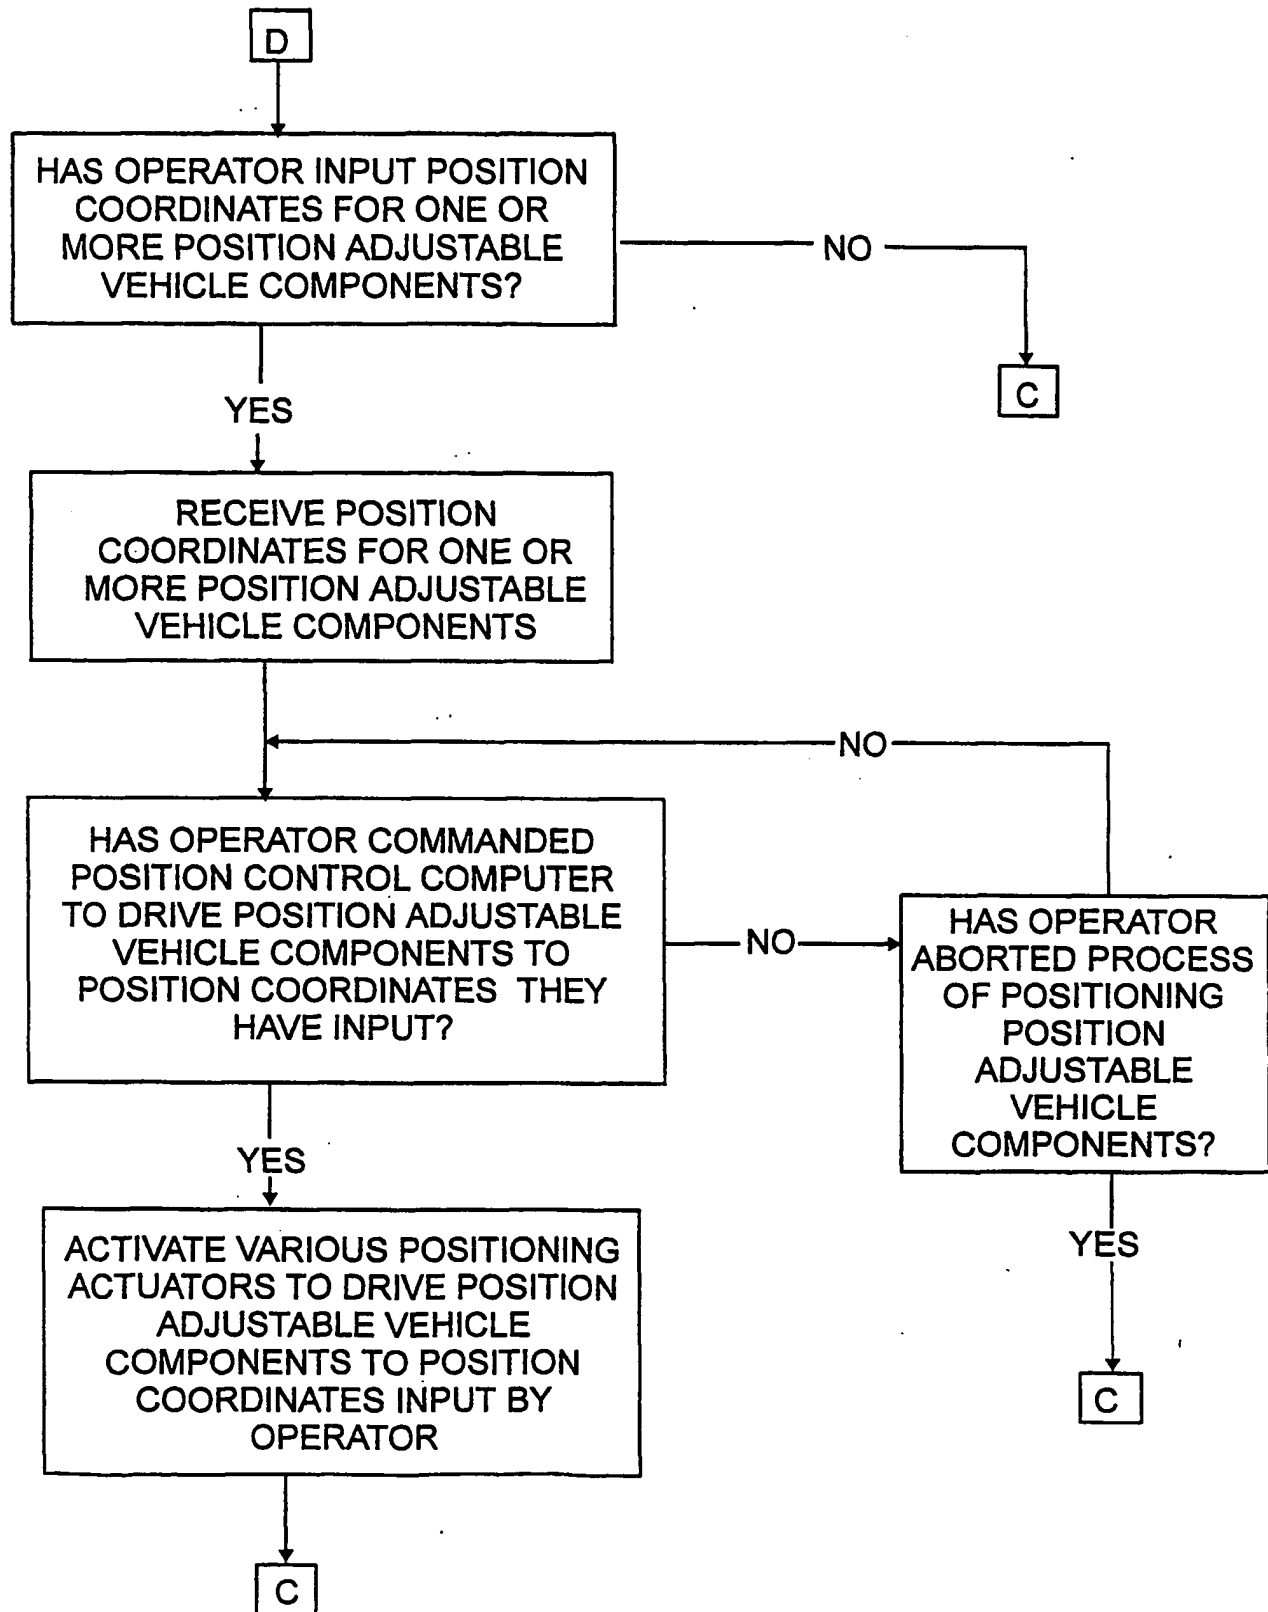 D
HAS OPERATOR INPUT POSITION
COORDINATES FOR ONE OR
MORE POSITION ADJUSTABLE
VEHICLE COMPONENTS?
NO
C
YES
RECEIVE POSITION
COORDINATES FOR ONE OR
MORE POSITION ADJUSTABLE
VEHICLE COMPONENTS
NO
HAS OPERATOR COMMANDED
POSITION CONTROL COMPUTER
TO DRIVE POSITION ADJUSTABLE
VEHICLE COMPONENTS TO
POSITION COORDINATES THEY
HAVE INPUT?
NO
HAS OPERATOR
ABORTED PROCESS
OF POSITIONING
POSITION
ADJUSTABLE
VEHICLE
COMPONENTS?
YES
YES
C
ACTIVATE VARIOUS POSITIONING
ACTUATORS TO DRIVE POSITION
ADJUSTABLE VEHICLE
COMPONENTS TO POSITION
COORDINATES INPUT BY
OPERATOR
C